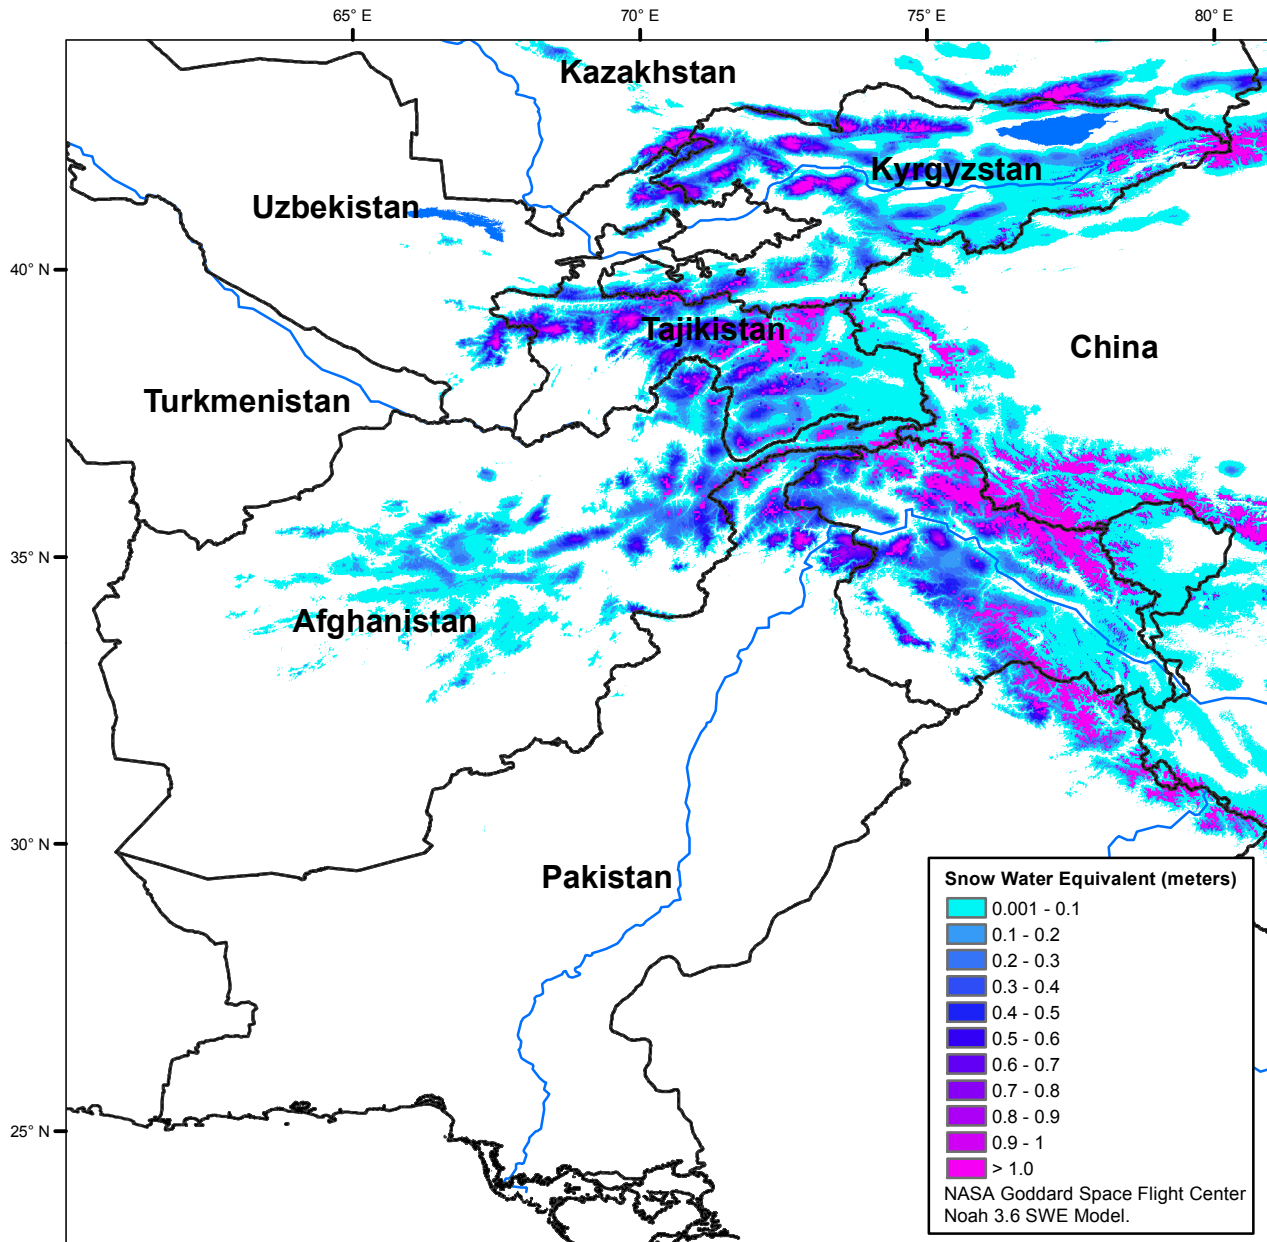 65° E
70° E
75° E
80° E
Kazakhstan
Kyrgyzstan
Uzbekistan
40° N
Tajikistan
China
Turkmenistan
35° N
Afghanistan
30° N
Pakistan
25° N
Snow Water Equivalent (meters)
0.001 - 0.1
0.1 - 0.2
0.2 - 0.3
0.3 - 0.4
0.4 - 0.5
0.5 - 0.6
0.6 - 0.7
0.7 - 0.8
0.8 - 0.9
0.9 - 1
> 1.0
NASA Goddard Space Flight Center
Noah 3.6 SWE Model.